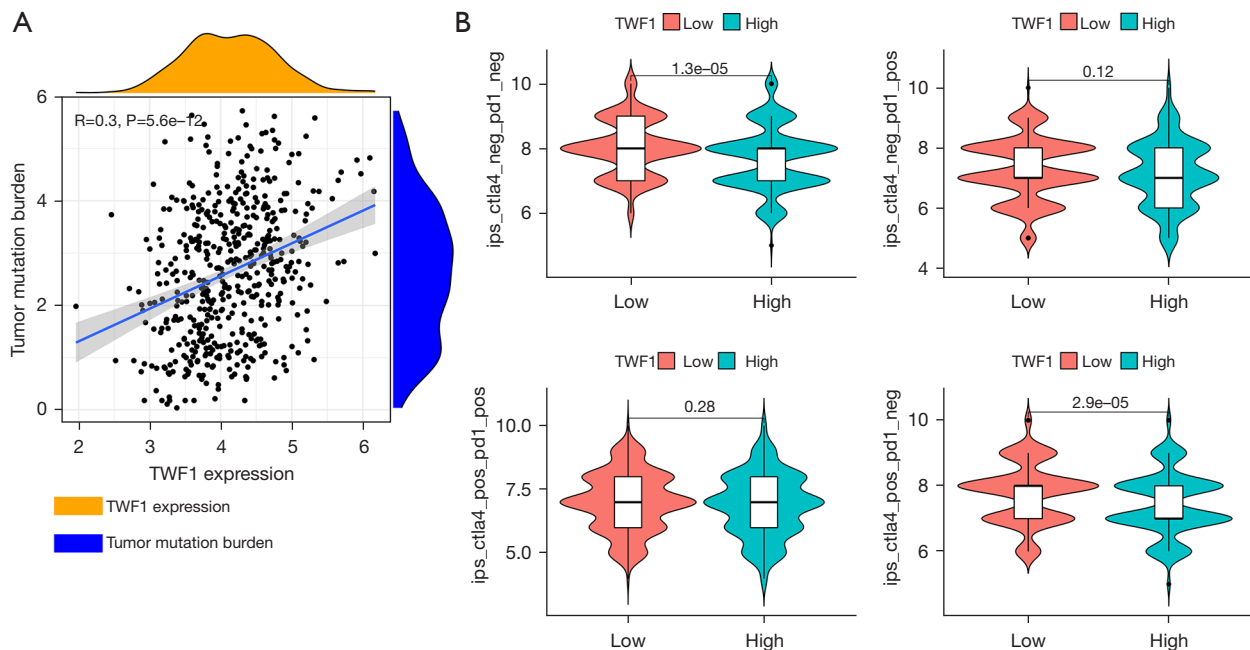 A
R=0.3, P=5.6e–12
6
4
2
0
Tumor mutation burden
2 3 4 5 6
TWF1 expression
TWF1 expression
Tumor mutation burden
B
TWF1 Low High
ips_ctla4_neg_pd1_neg
10
8
6
1.3e–05
Low High
TWF1 Low High
ips_ctla4_neg_pd1_pos
10
8
6
4
0.12
Low High
TWF1 Low High
ips_ctla4_pos_pd1_pos
10.0
7.5
5.0
0.28
Low High
TWF1 Low High
ips_ctla4_pos_pd1_neg
10
8
6
2.9e–05
Low High